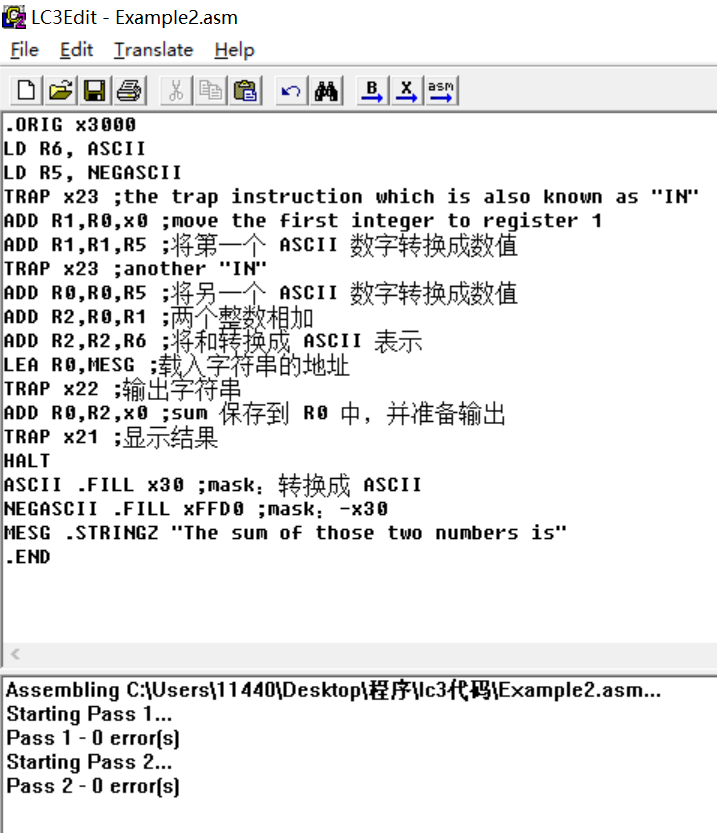 LC3Edit - Example2.asm
File Edit Translate Help
B X asm
.ORIG x3000
LD R6, ASCII
LD R5, NEGASCII
TRAP x23 ;the trap instruction which is also known as "IN"
ADD R1,R0,x0 ;move the first integer to register 1
ADD R1,R1,R5 ;将第一个 ASCII 数字转换成数值
TRAP x23 ;another "IN"
ADD R0,R0,R5 ;将另一个 ASCII 数字转换成数值
ADD R2,R0,R1 ;两个整数相加
ADD R2,R2,R6 ;将和转换成 ASCII 表示
LEA R0,MESG ;载入字符串的地址
TRAP x22 ;输出字符串
ADD R0,R2,x0 ;sum 保存到 R0 中，并准备输出
TRAP x21 ;显示结果
HALT
ASCII .FILL x30 ;mask：转换成 ASCII
NEGASCII .FILL xFFD0 ;mask：-x30
MESG .STRINGZ "The sum of those two numbers is"
.END
Assembling C:\Users\11440\Desktop\程序\lc3代码\Example2.asm...
Starting Pass 1...
Pass 1 - 0 error(s)
Starting Pass 2...
Pass 2 - 0 error(s)